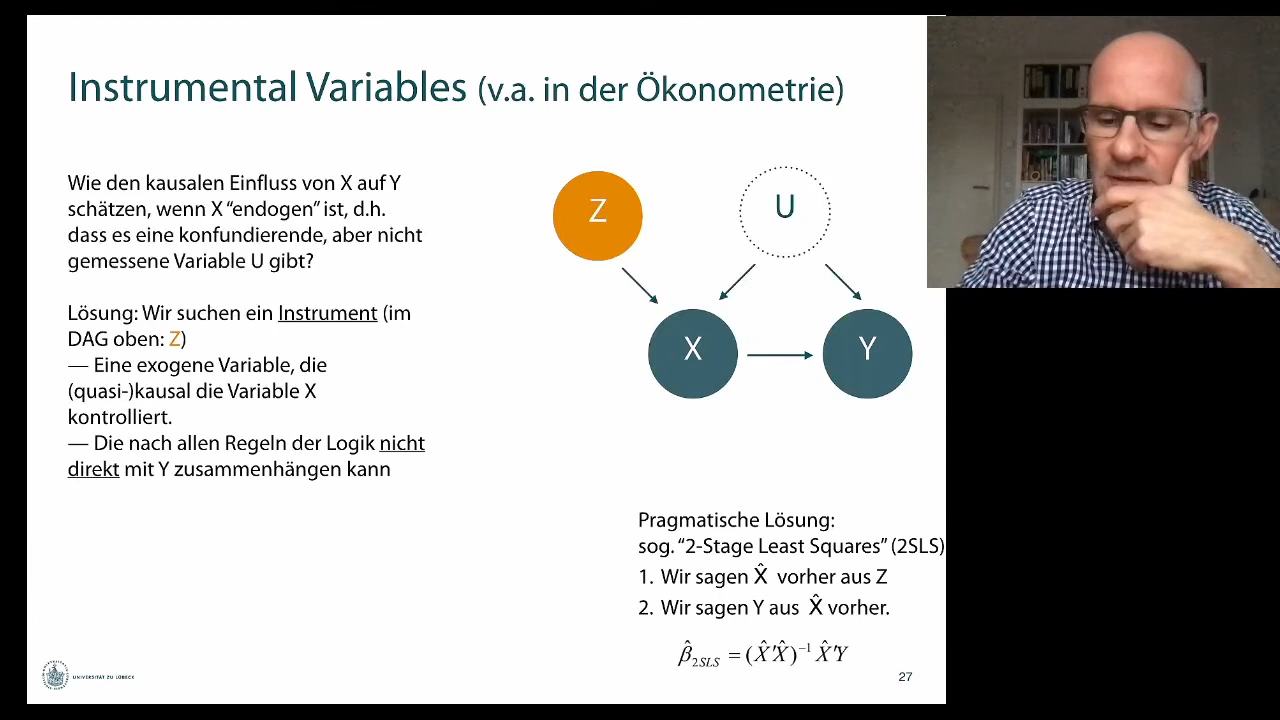 Instrumental Variables (v.a. in der Ökonometrie)
Wie den kausalen Einfluss von X auf Y
schätzen, wenn X “endogen” ist, d.h.
dass es eine konfundierende, aber nicht
gemessene Variable U gibt?
Lösung: Wir suchen ein Instrument (im
DAG oben: Z)
— Eine exogene Variable, die
(quasi-)kausal die Variable X
kontrolliert.
— Die nach allen Regeln der Logik nicht
direkt mit Y zusammenhängen kann
Z
U
X
Y
Pragmatische Lösung:
sog. “2-Stage Least Squares” (2SLS)
1. Wir sagen X̂ vorher aus Z
2. Wir sagen Y aus X̂ vorher.
β̂₂SLS = (X̂′X̂)⁻¹ X̂′Y
UNIVERSITÄT ZU LÜBECK
27